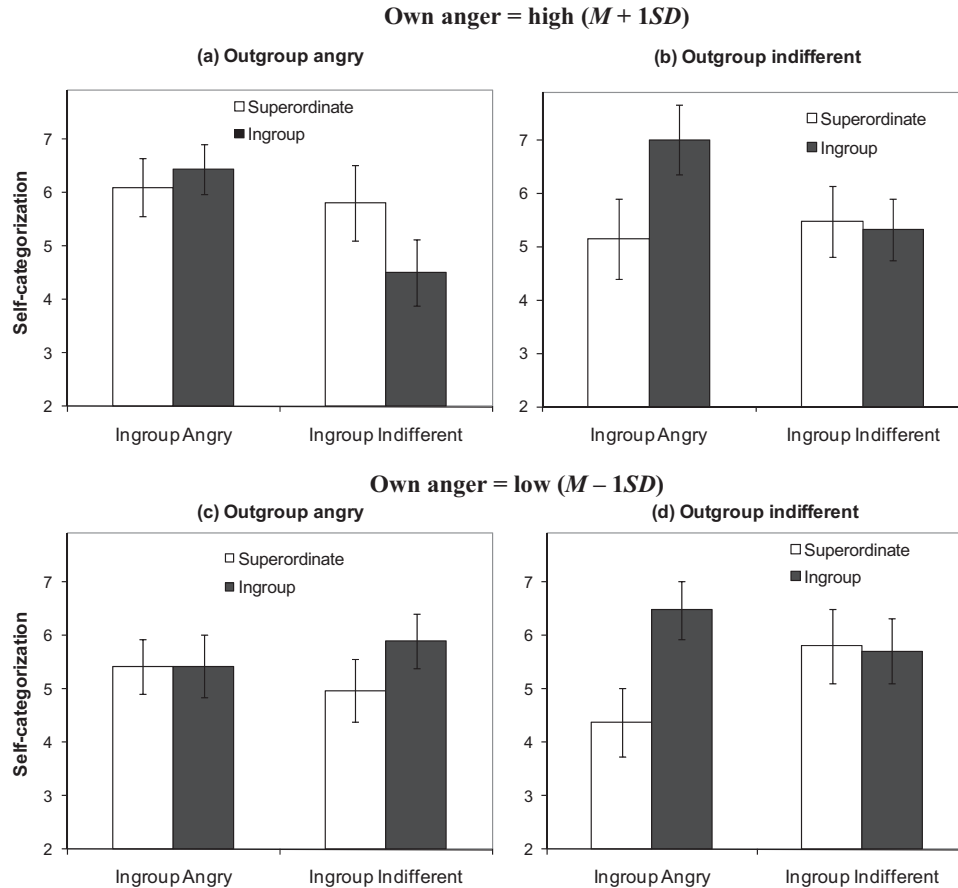 Own anger = high (M + 1SD)
(a) Outgroup angry
(b) Outgroup indifferent
Superordinate
Ingroup
Superordinate
Ingroup
Self-categorization
7
6
5
4
3
2
7
6
5
4
3
2
Ingroup Angry
Ingroup Indifferent
Ingroup Angry
Ingroup Indifferent
Own anger = low (M – 1SD)
(c) Outgroup angry
(d) Outgroup indifferent
Superordinate
Ingroup
Superordinate
Ingroup
Self-categorization
7
6
5
4
3
2
7
6
5
4
3
2
Ingroup Angry
Ingroup Indifferent
Ingroup Angry
Ingroup Indifferent